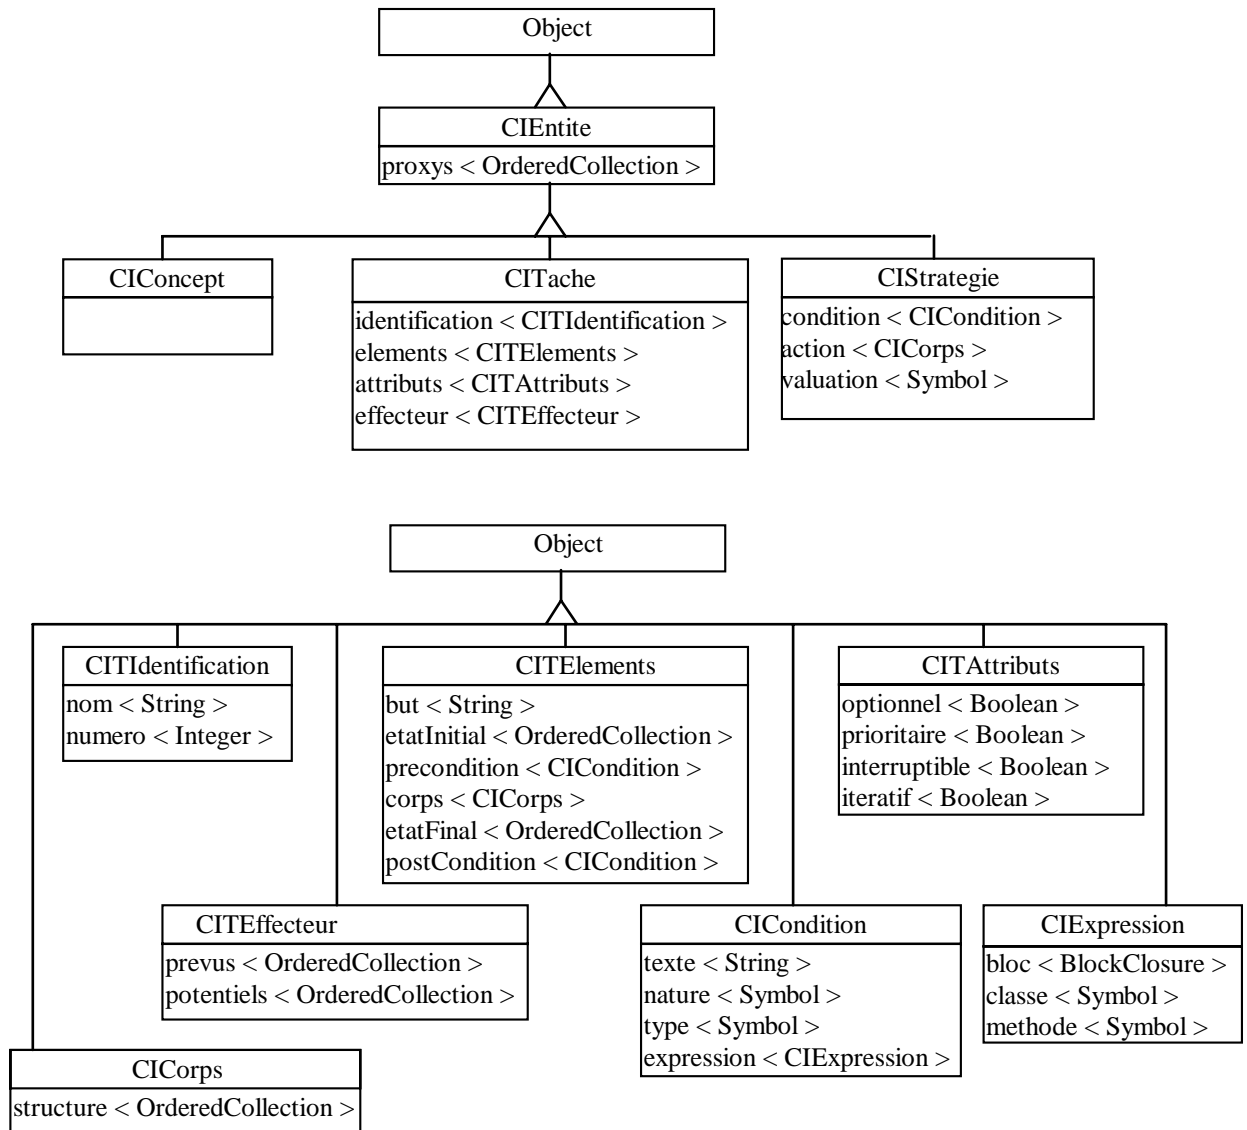 Object
CIEntite
proxys < OrderedCollection >
CIConcept
CITache
identification < CITIdentification >
elements < CITElements >
attributs < CITAttributs >
effecteur < CITEffecteur >
CIStrategie
condition < CICondition >
action < CICorps >
valuation < Symbol >
Object
CITIdentification
nom < String >
numero < Integer >
CITElements
but < String >
etatInitial < OrderedCollection >
precondition < CICondition >
corps < CICorps >
etatFinal < OrderedCollection >
postCondition < CICondition >
CITAttributs
optionnel < Boolean >
prioritaire < Boolean >
interruptible < Boolean >
iteratif < Boolean >
CITEffecteur
prevus < OrderedCollection >
potentiels < OrderedCollection >
CICondition
texte < String >
nature < Symbol >
type < Symbol >
expression < CIExpression >
CIExpression
bloc < BlockClosure >
classe < Symbol >
methode < Symbol >
CICorps
structure < OrderedCollection >